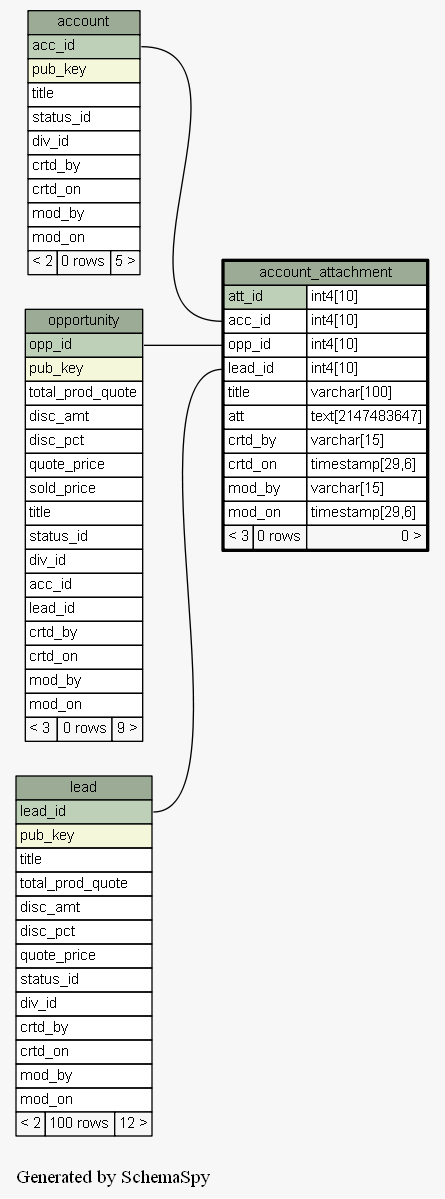 account
acc_id
pub_key
title
status_id
div_id
crtd_by
crtd_on
mod_by
mod_on
< 2 0 rows 5 >
account_attachment
att_id int4[10]
acc_id int4[10]
opp_id int4[10]
lead_id int4[10]
title varchar[100]
att text[2147483647]
crtd_by varchar[15]
crtd_on timestamp[29,6]
mod_by varchar[15]
mod_on timestamp[29,6]
< 3 0 rows 0 >
opportunity
opp_id
pub_key
total_prod_quote
disc_amt
disc_pct
quote_price
sold_price
title
status_id
div_id
acc_id
lead_id
crtd_by
crtd_on
mod_by
mod_on
< 3 0 rows 9 >
lead
lead_id
pub_key
title
total_prod_quote
disc_amt
disc_pct
quote_price
status_id
div_id
crtd_by
crtd_on
mod_by
mod_on
< 2 100 rows 12 >
Generated by SchemaSpy